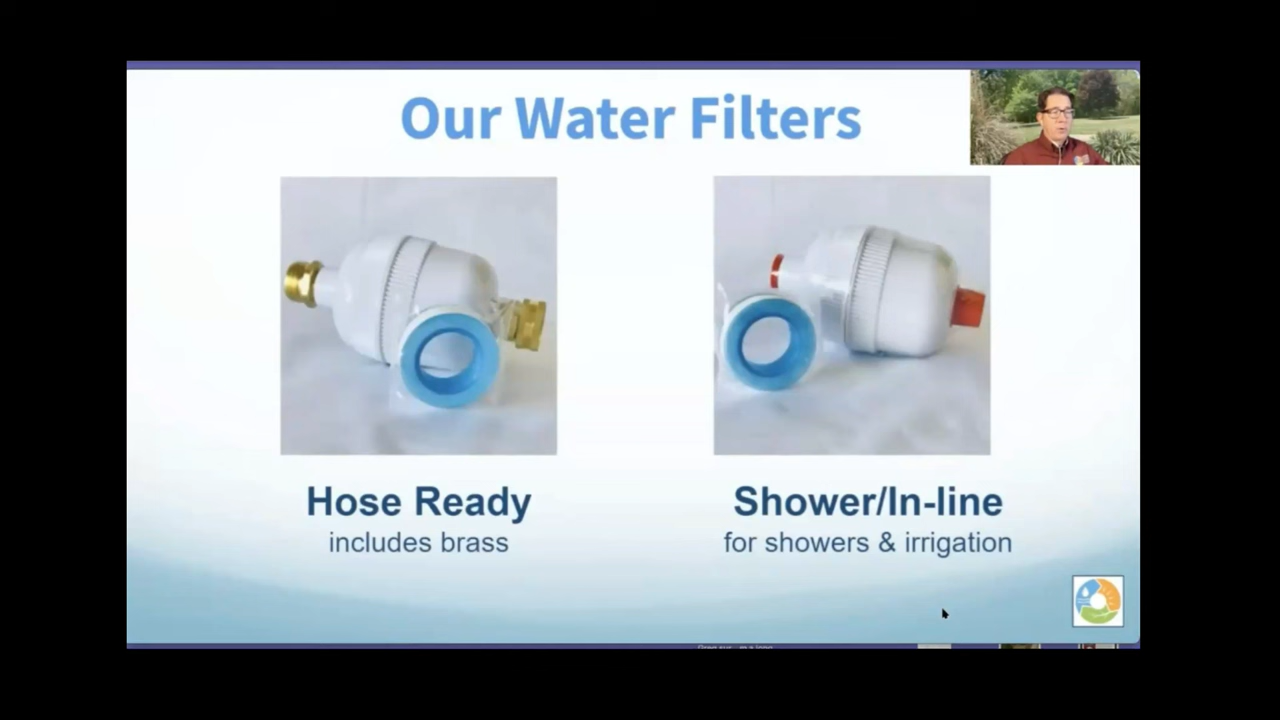 Our Water Filters
Hose Ready
includes brass
Shower/In-line
for showers & irrigation